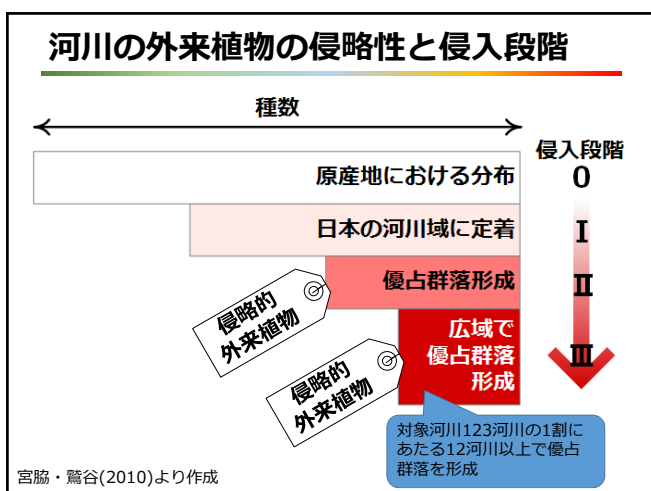 河川の外来植物の侵略性と侵入段階
種数
侵入段階
原産地における分布
0
日本の河川域に定着
Ⅰ
優占群落形成
Ⅱ
侵略的
外来植物
広域で
優占群落
形成
Ⅲ
侵略的
外来植物
対象河川123河川の1割に
あたる12河川以上で優占
群落を形成
宮脇・鷲谷(2010)より作成